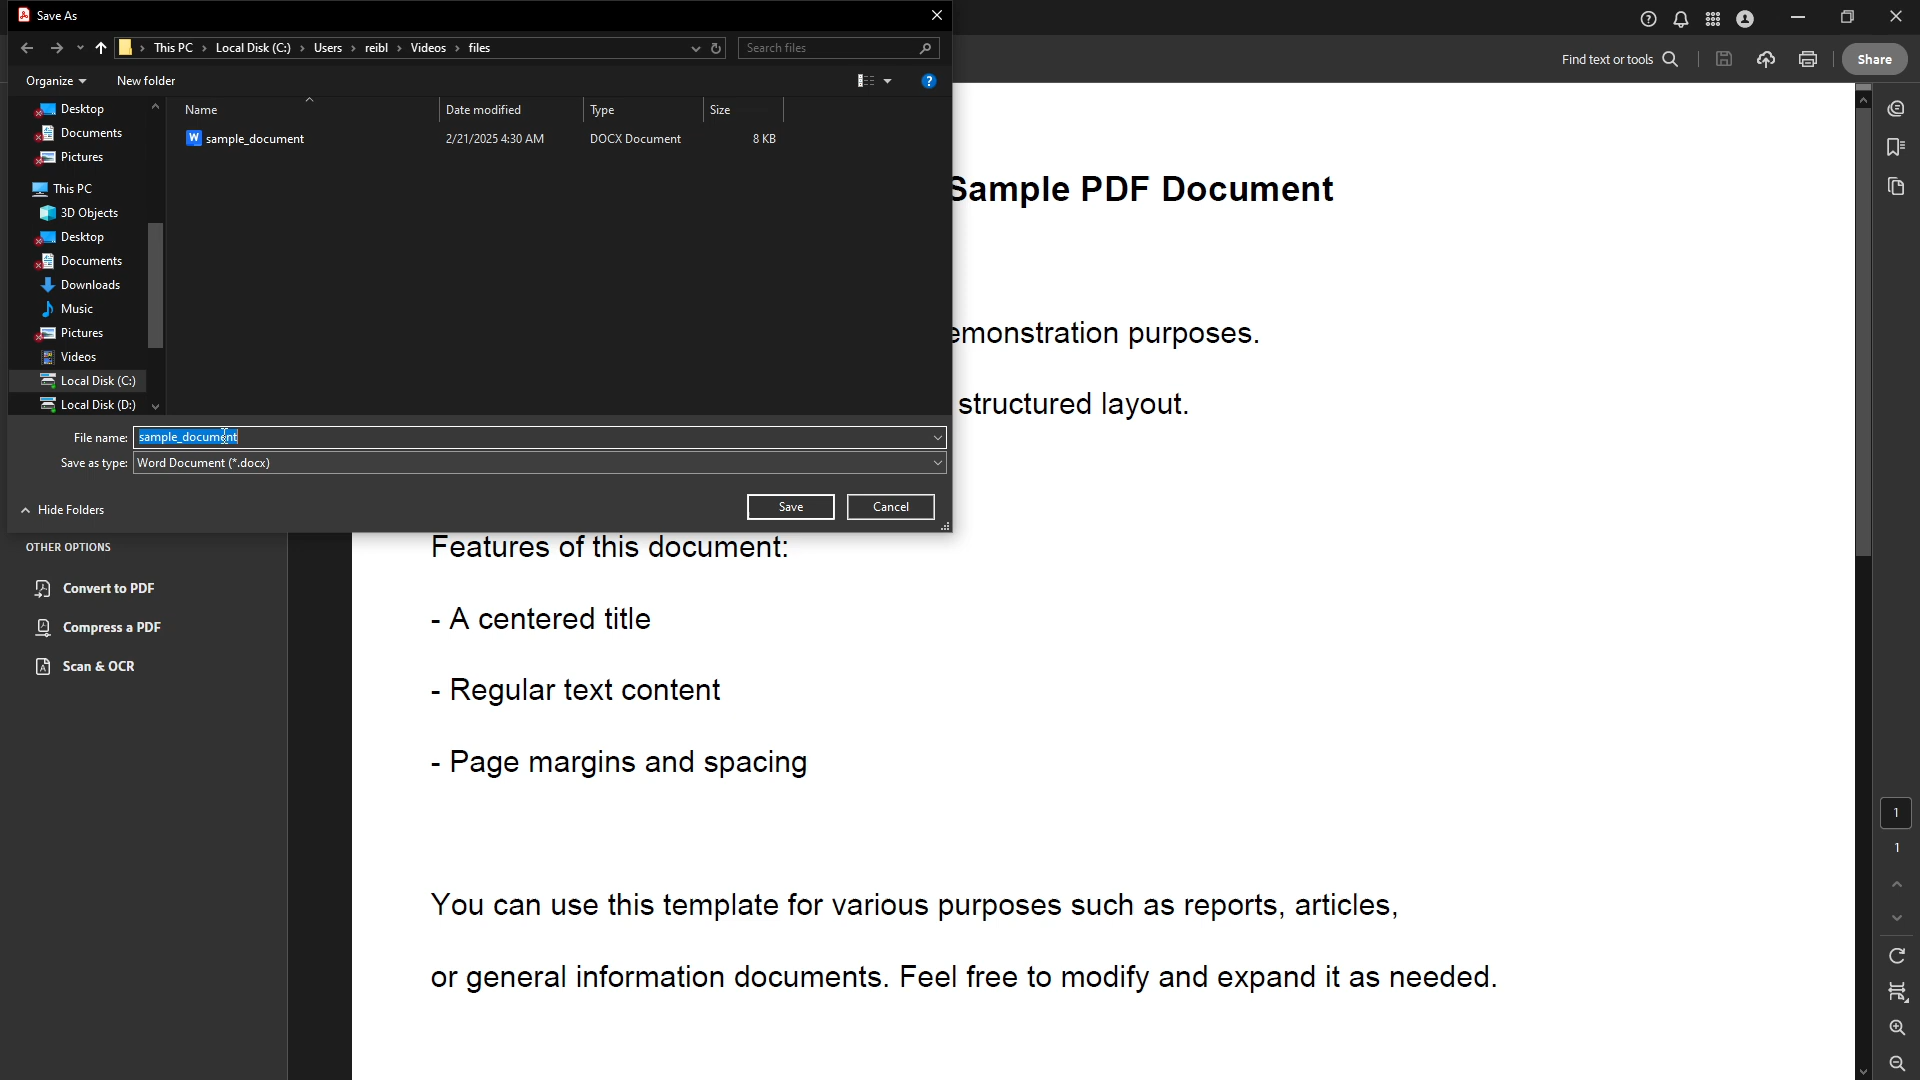 Save As
This PC > Local Disk (C:) > Users > reibl > Videos > files
Search files
Organize
New folder
Name
Date modified
Type
Size
sample_document
2/21/2025 4:30 AM
DOCX Document
8 KB
Desktop
Documents
Pictures
This PC
3D Objects
Desktop
Documents
Downloads
Music
Pictures
Videos
Local Disk (C:)
Local Disk (D:)
File name:
sample_document
Save as type:
Word Document (*.docx)
Hide Folders
Save
Cancel
Find text or tools
Share
OTHER OPTIONS
Convert to PDF
Compress a PDF
Scan & OCR
Sample PDF Document
emonstration purposes.
structured layout.
Features of this document:
- A centered title
- Regular text content
- Page margins and spacing
You can use this template for various purposes such as reports, articles,
or general information documents. Feel free to modify and expand it as needed.
1
1